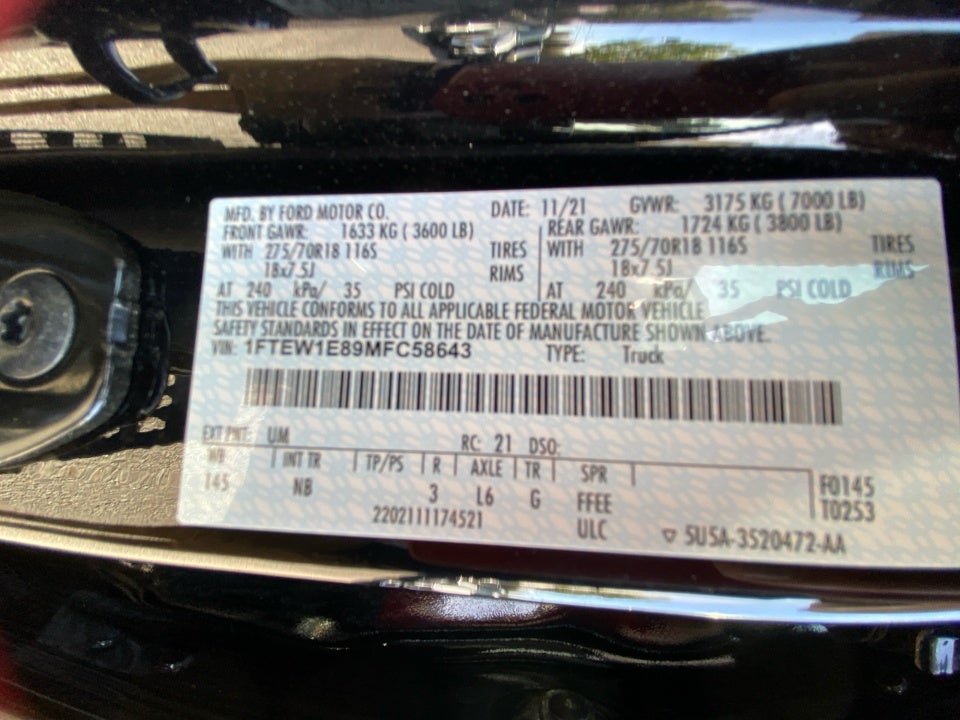 MFD. BY FORD MOTOR CO. DATE: 11/21 GVWR: 3175 KG ( 7000 LB)
FRONT GAWR: 1633 KG ( 3600 LB) REAR GAWR: 1724 KG ( 3800 LB)
WITH 275/70R18 116S TIRES WITH 275/70R18 116S TIRES
18x7.5J RIMS 18x7.5J RIMS
AT 240 kPa/ 35 PSI COLD AT 240 kPa/ 35 PSI COLD
THIS VEHICLE CONFORMS TO ALL APPLICABLE FEDERAL MOTOR VEHICLE
SAFETY STANDARDS IN EFFECT ON THE DATE OF MANUFACTURE SHOWN ABOVE.
VIN: 1FTEW1E89MFC58643 TYPE: Truck
EXT PNT: UM RC: 21 DSO:
WB INT TR TP/PS R AXLE TR SPR F0145
145 NB 3 L6 G FFEE T0253
2202111174521 ULC ▽ 5U5A-3520472-AA